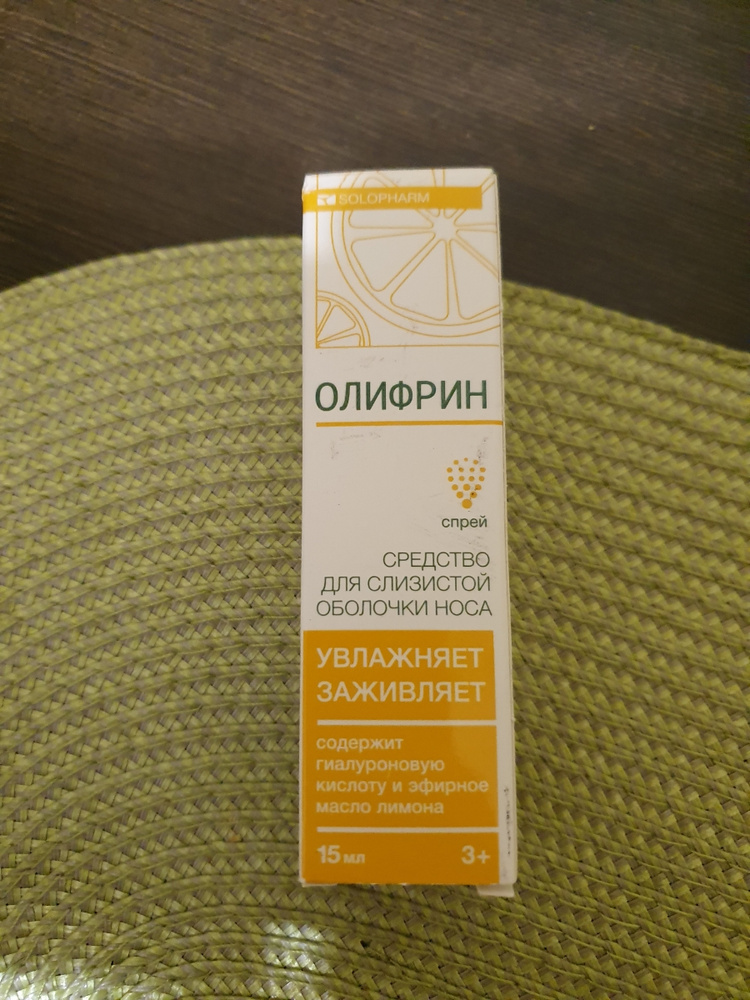 SOLOPHARM
ОЛИФРИН
спрей
СРЕДСТВО
ДЛЯ СЛИЗИСТОЙ
ОБОЛОЧКИ НОСА
УВЛАЖНЯЕТ
ЗАЖИВЛЯЕТ
содержит
гиалуроновую
кислоту и эфирное
масло лимона
15 мл 3+